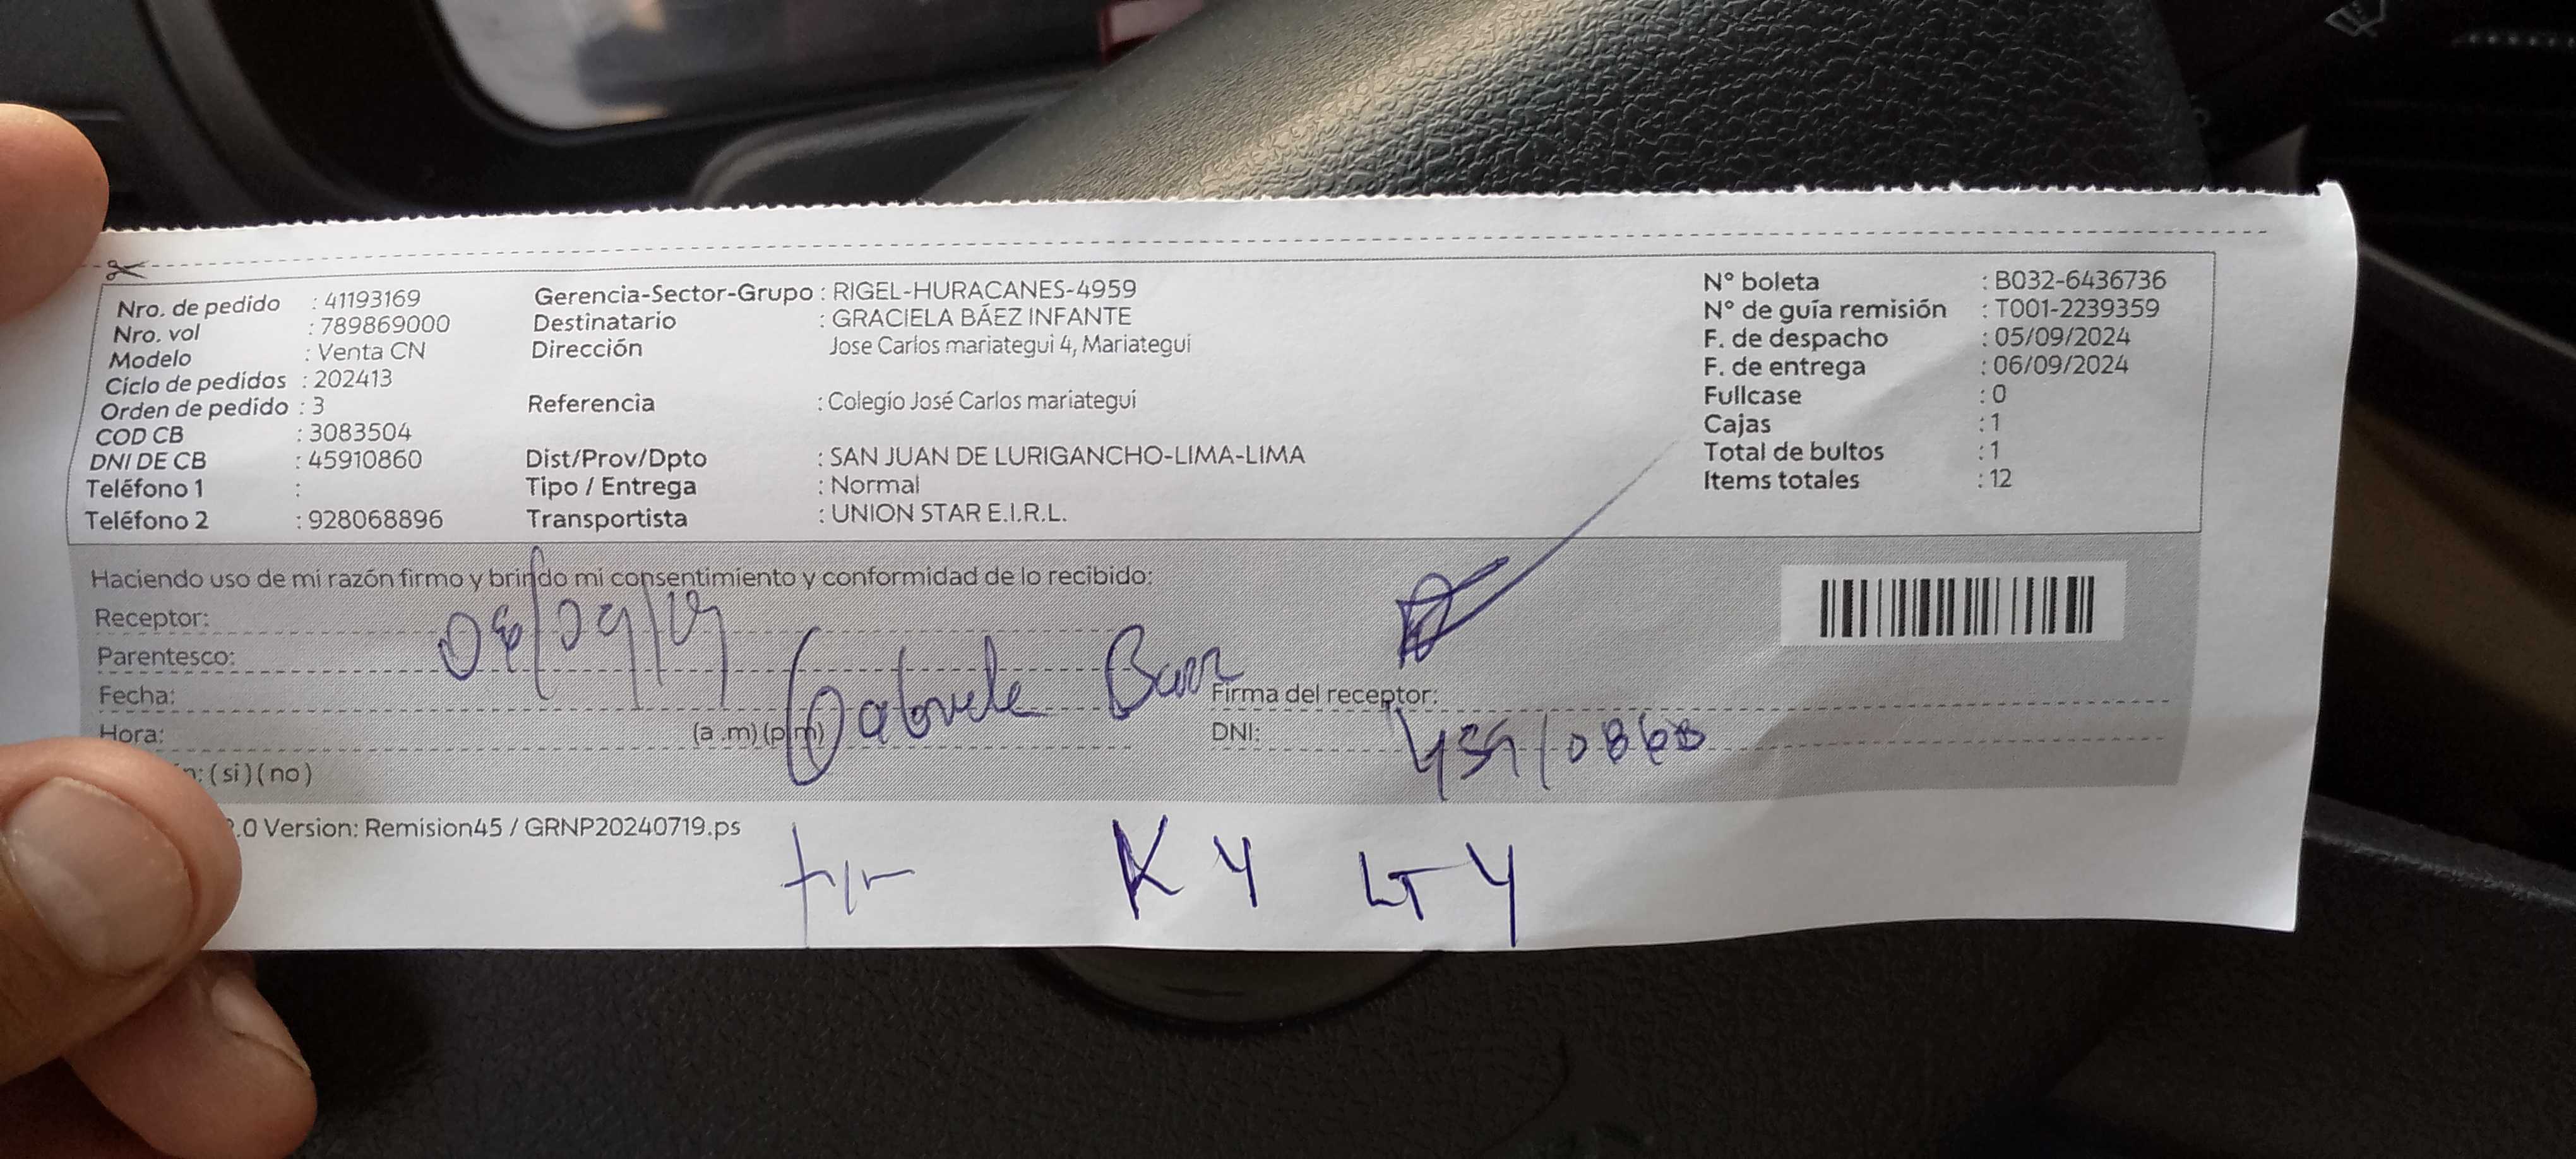 Nro. de pedido : 41193169
Nro. vol : 789869000
Modelo : Venta CN
Ciclo de pedidos : 202413
Orden de pedido : 3
COD CB : 3083504
DNI DE CB : 45910860
Teléfono 1 :
Teléfono 2 : 928068896
Gerencia-Sector-Grupo : RIGEL-HURACANES-4959
Destinatario : GRACIELA BÁEZ INFANTE
Dirección Jose Carlos mariategui 4, Mariategui
Referencia : Colegio José Carlos mariategui
Dist/Prov/Dpto : SAN JUAN DE LURIGANCHO-LIMA-LIMA
Tipo / Entrega : Normal
Transportista : UNION STAR E.I.R.L.
N° boleta : B032-6436736
N° de guía remisión : T001-2239359
F. de despacho : 05/09/2024
F. de entrega : 06/09/2024
Fullcase : 0
Cajas : 1
Total de bultos : 1
Items totales : 12
Haciendo uso de mi razón firmo y brindo mi consentimiento y conformidad de lo recibido:
Receptor:
Parentesco:
Fecha:
Hora: (a .m) (p.m)
Firma del receptor:
DNI: 45910860
n: ( si ) ( no )
.0 Version: Remision45 / GRNP20240719.ps
K Y LT Y